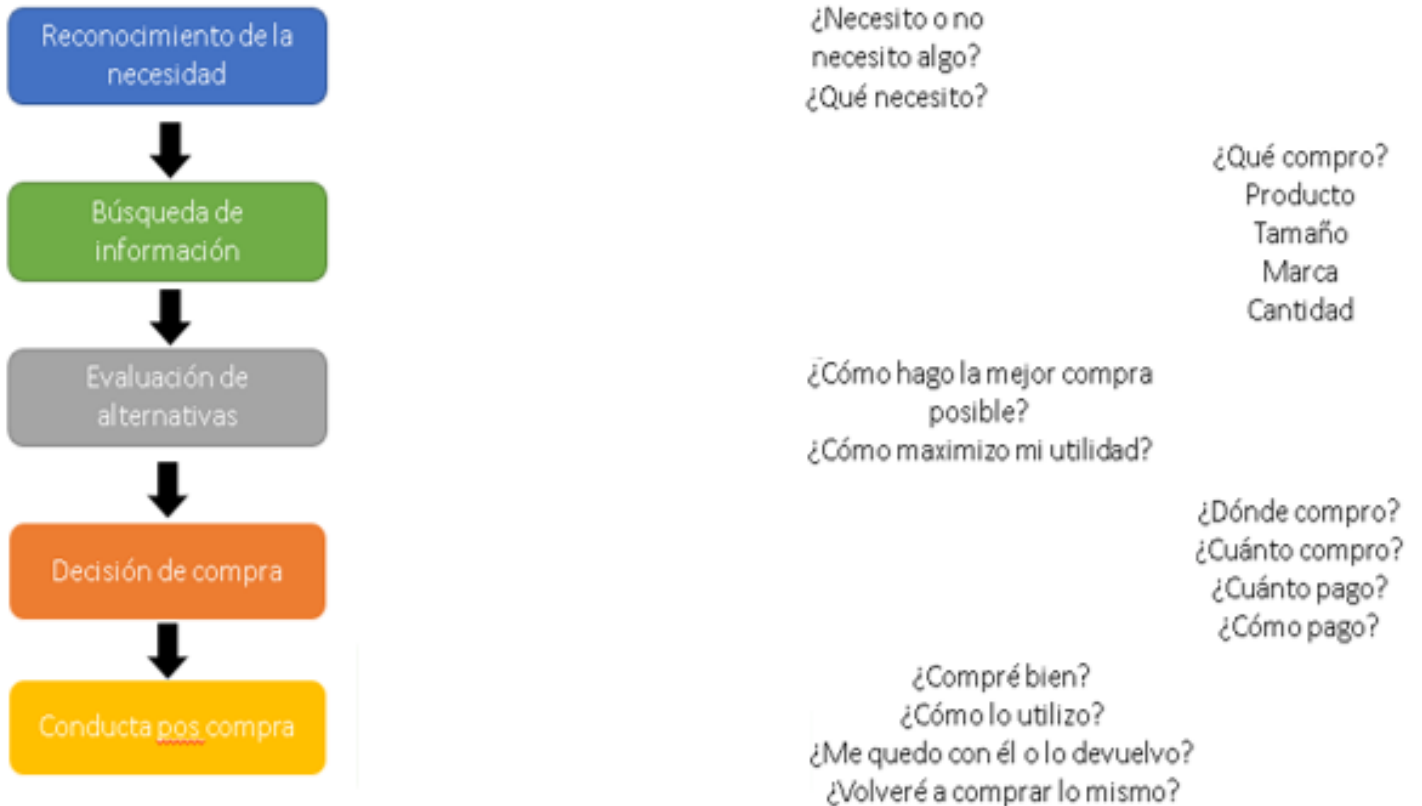 Reconocimiento de la
necesidad
¿Necesito o no
necesito algo?
¿Qué necesito?
Búsqueda de
información
¿Qué compro?
Producto
Tamaño
Marca
Cantidad
Evaluación de
alternativas
¿Cómo hago la mejor compra
posible?
¿Cómo maximizo mi utilidad?
Decisión de compra
¿Dónde compro?
¿Cuánto compro?
¿Cuánto pago?
¿Cómo pago?
Conducta pos compra
¿Compré bien?
¿Cómo lo utilizo?
¿Me quedo con él o lo devuelvo?
¿Volveré a comprar lo mismo?